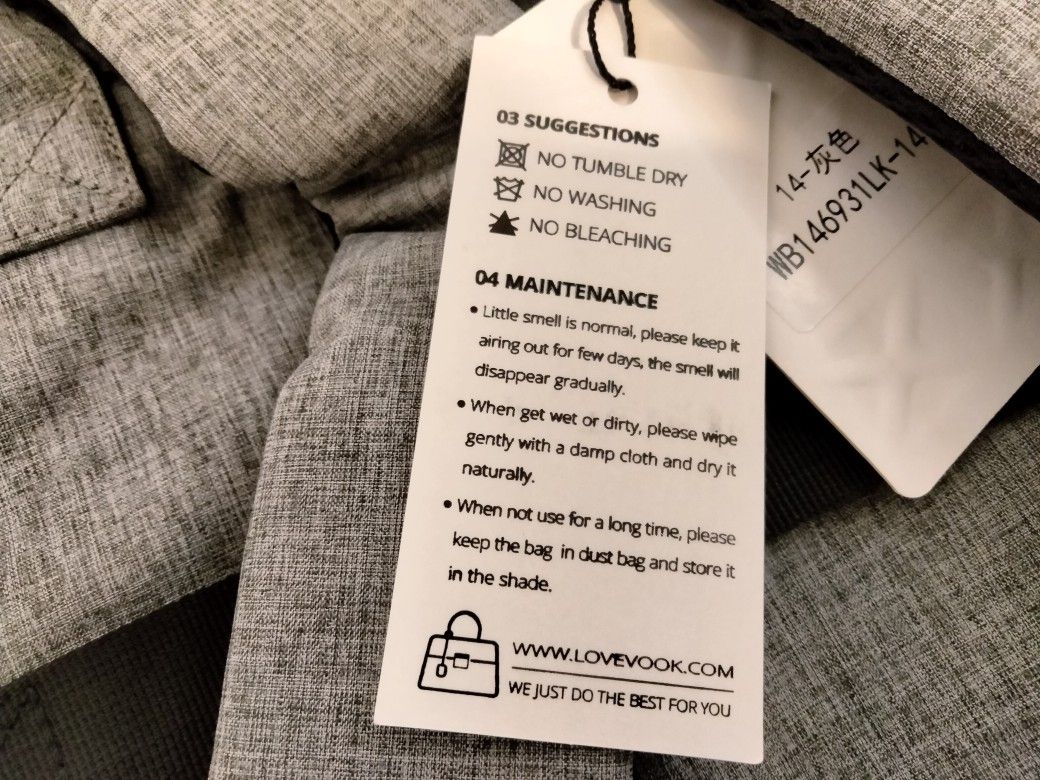 03 SUGGESTIONS
NO TUMBLE DRY
NO WASHING
NO BLEACHING
04 MAINTENANCE
• Little smell is normal, please keep it
airing out for few days, the smell will
disappear gradually.
• When get wet or dirty, please wipe
gently with a damp cloth and dry it
naturally.
• When not use for a long time, please
keep the bag in dust bag and store it
in the shade.
WWW.LOVEVOOK.COM
WE JUST DO THE BEST FOR YOU
14-灰色
WB146931LK-14